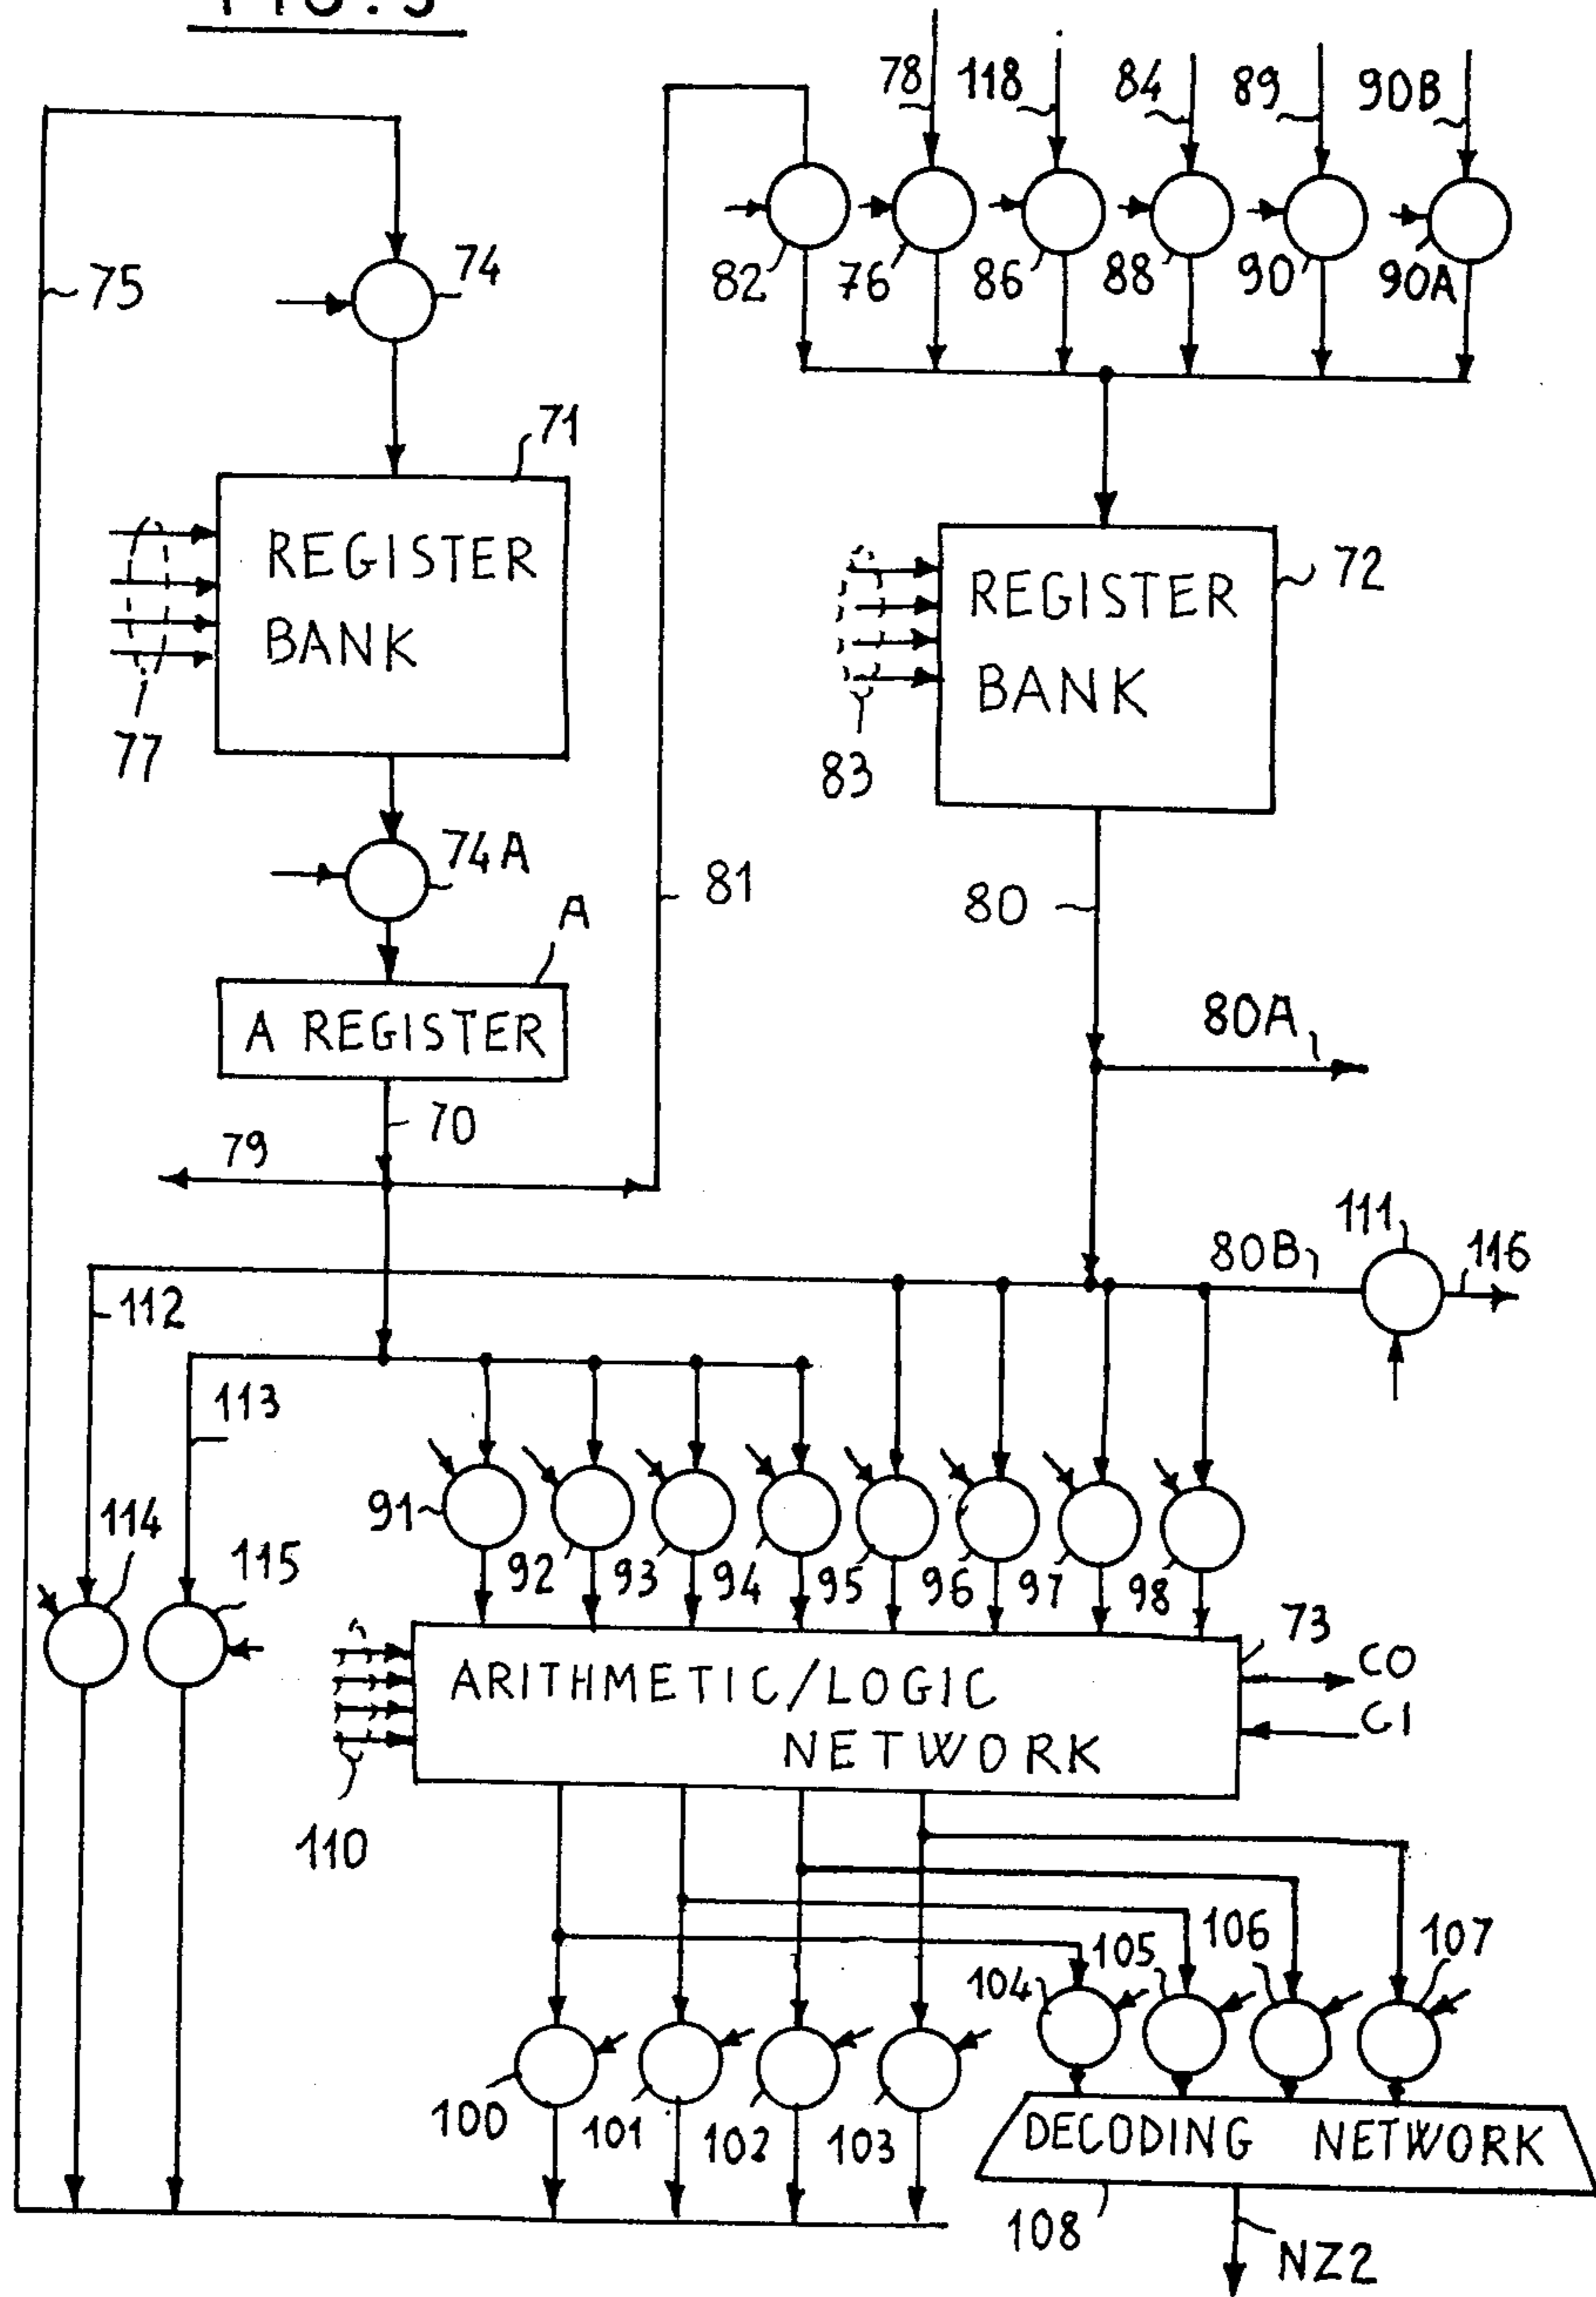 78 118 84 89 90B
74
75
82 76 86 88 90 90A
71
REGISTER
BANK
72
REGISTER
BANK
77
83
74A
81
80
A
A REGISTER
80A
70
79
111
80B
116
112
113
91
114
115
92 93 94 95 96 97 98
73
CO
ARITHMETIC/LOGIC
CI
NETWORK
110
104 105 106 107
100 101 102 103
DECODING NETWORK
108
NZ2